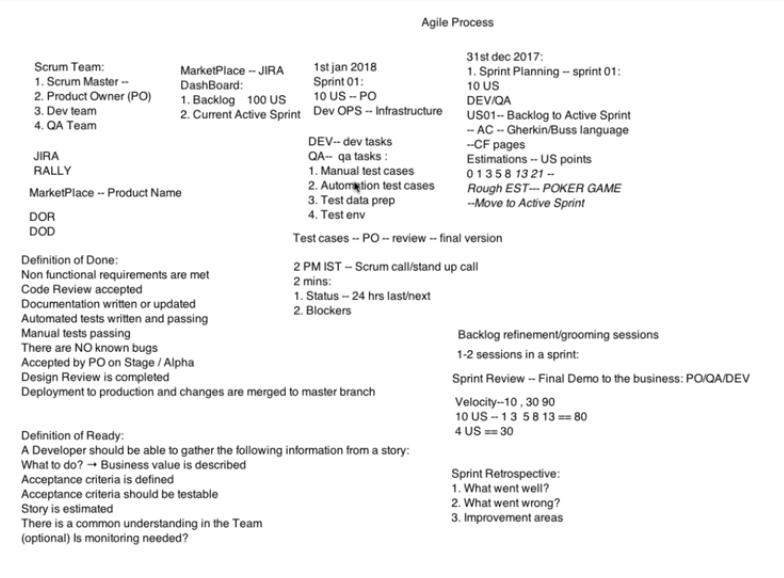 Agile Process
Scrum Team:
1. Scrum Master --
2. Product Owner (PO)
3. Dev team
4. QA Team
JIRA
RALLY
MarketPlace -- Product Name
DOR
DOD
MarketPlace -- JIRA
DashBoard:
1. Backlog 100 US
2. Current Active Sprint
1st jan 2018
Sprint 01:
10 US -- PO
Dev OPS -- Infrastructure
DEV-- dev tasks
QA-- qa tasks :
1. Manual test cases
2. Automation test cases
3. Test data prep
4. Test env
Test cases -- PO -- review -- final version
2 PM IST -- Scrum call/stand up call
2 mins:
1. Status -- 24 hrs last/next
2. Blockers
31st dec 2017:
1. Sprint Planning -- sprint 01:
10 US
DEV/QA
US01-- Backlog to Active Sprint
-- AC -- Gherkin/Buss language
--CF pages
Estimations -- US points
0 1 3 5 8 13 21 --
Rough EST--- POKER GAME
--Move to Active Sprint
Definition of Done:
Non functional requirements are met
Code Review accepted
Documentation written or updated
Automated tests written and passing
Manual tests passing
There are NO known bugs
Accepted by PO on Stage / Alpha
Design Review is completed
Deployment to production and changes are merged to master branch
Definition of Ready:
A Developer should be able to gather the following information from a story:
What to do? → Business value is described
Acceptance criteria is defined
Acceptance criteria should be testable
Story is estimated
There is a common understanding in the Team
(optional) Is monitoring needed?
Backlog refinement/grooming sessions
1-2 sessions in a sprint:
Sprint Review -- Final Demo to the business: PO/QA/DEV
Velocity--10 , 30 90
10 US -- 1 3 5 8 13 == 80
4 US == 30
Sprint Retrospective:
1. What went well?
2. What went wrong?
3. Improvement areas